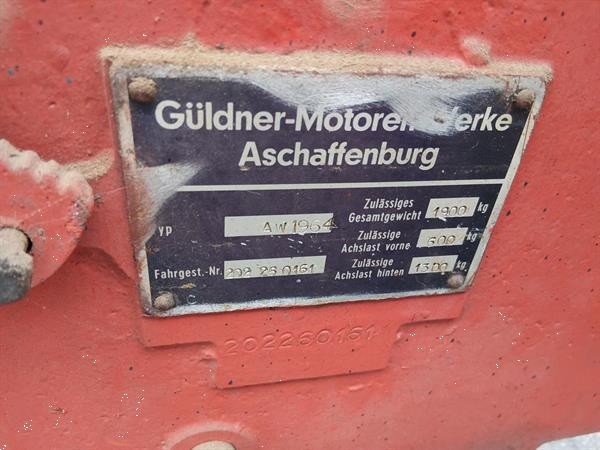 Güldner-Motoren-Werke
Aschaffenburg
Typ AW1964
Zulässiges Gesamtgewicht 1900 kg
Zulässige Achslast vorne 600 kg
Fahrgest.-Nr. 202 26 0161
Zulässige Achslast hinten 1300 kg
202260161